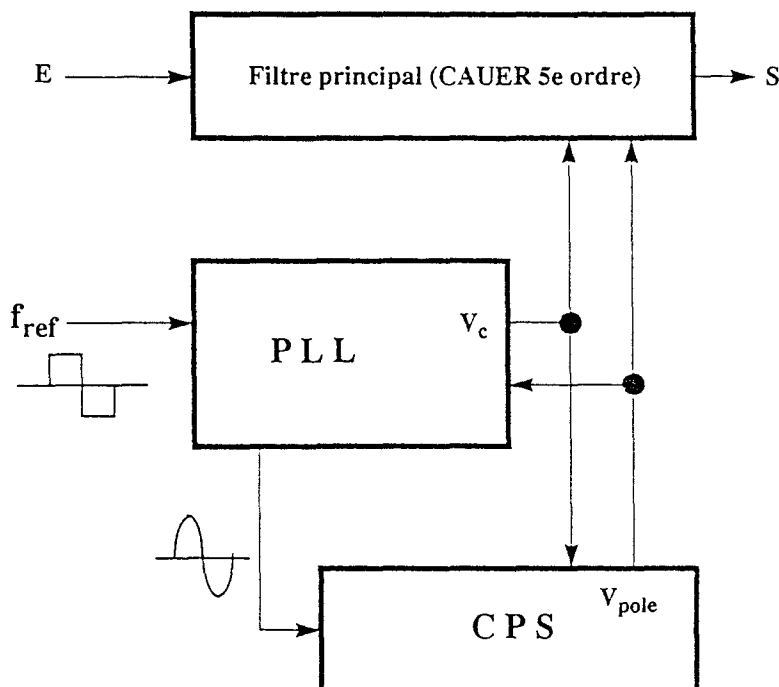 E
Filtre principal (CAUER 5e ordre)
S
f_ref
V_c
P L L
V_pole
C P S